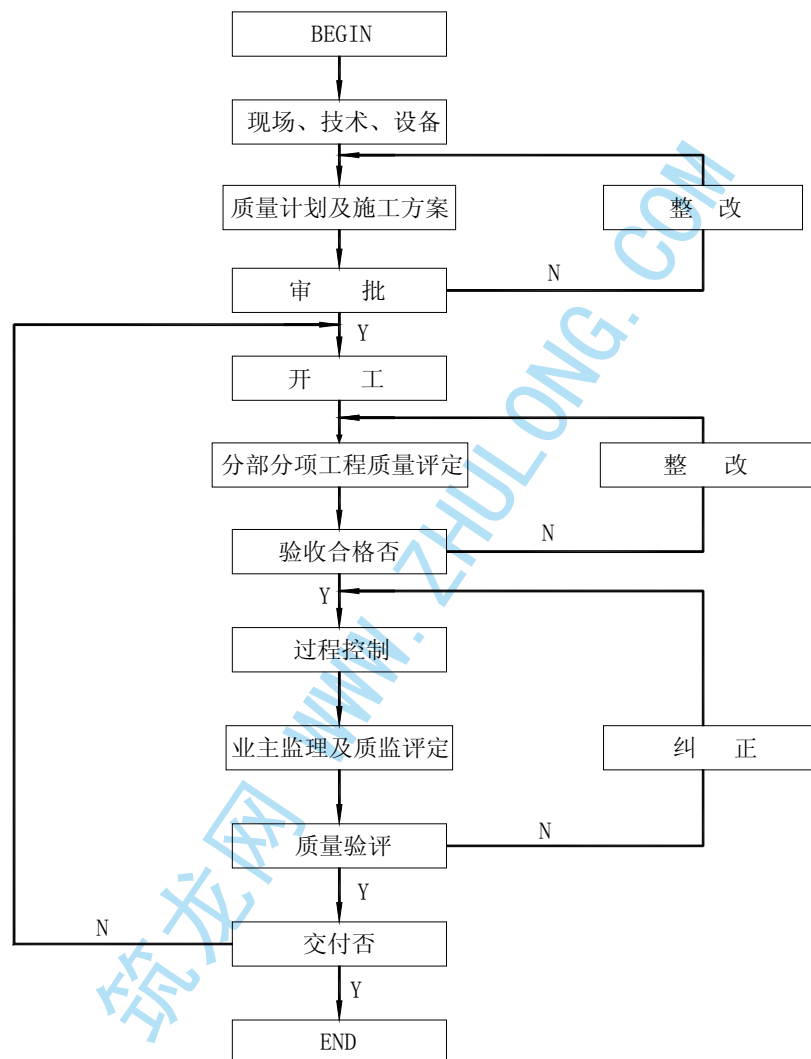 BEGIN
现场、技术、设备
质量计划及施工方案
整 改
N
审 批
Y
开 工
分部分项工程质量评定
整 改
N
验收合格否
Y
过程控制
业主监理及质监评定
纠 正
N
质量验评
Y
N
交付否
Y
END
筑龙网 WWW.ZHULONG.COM